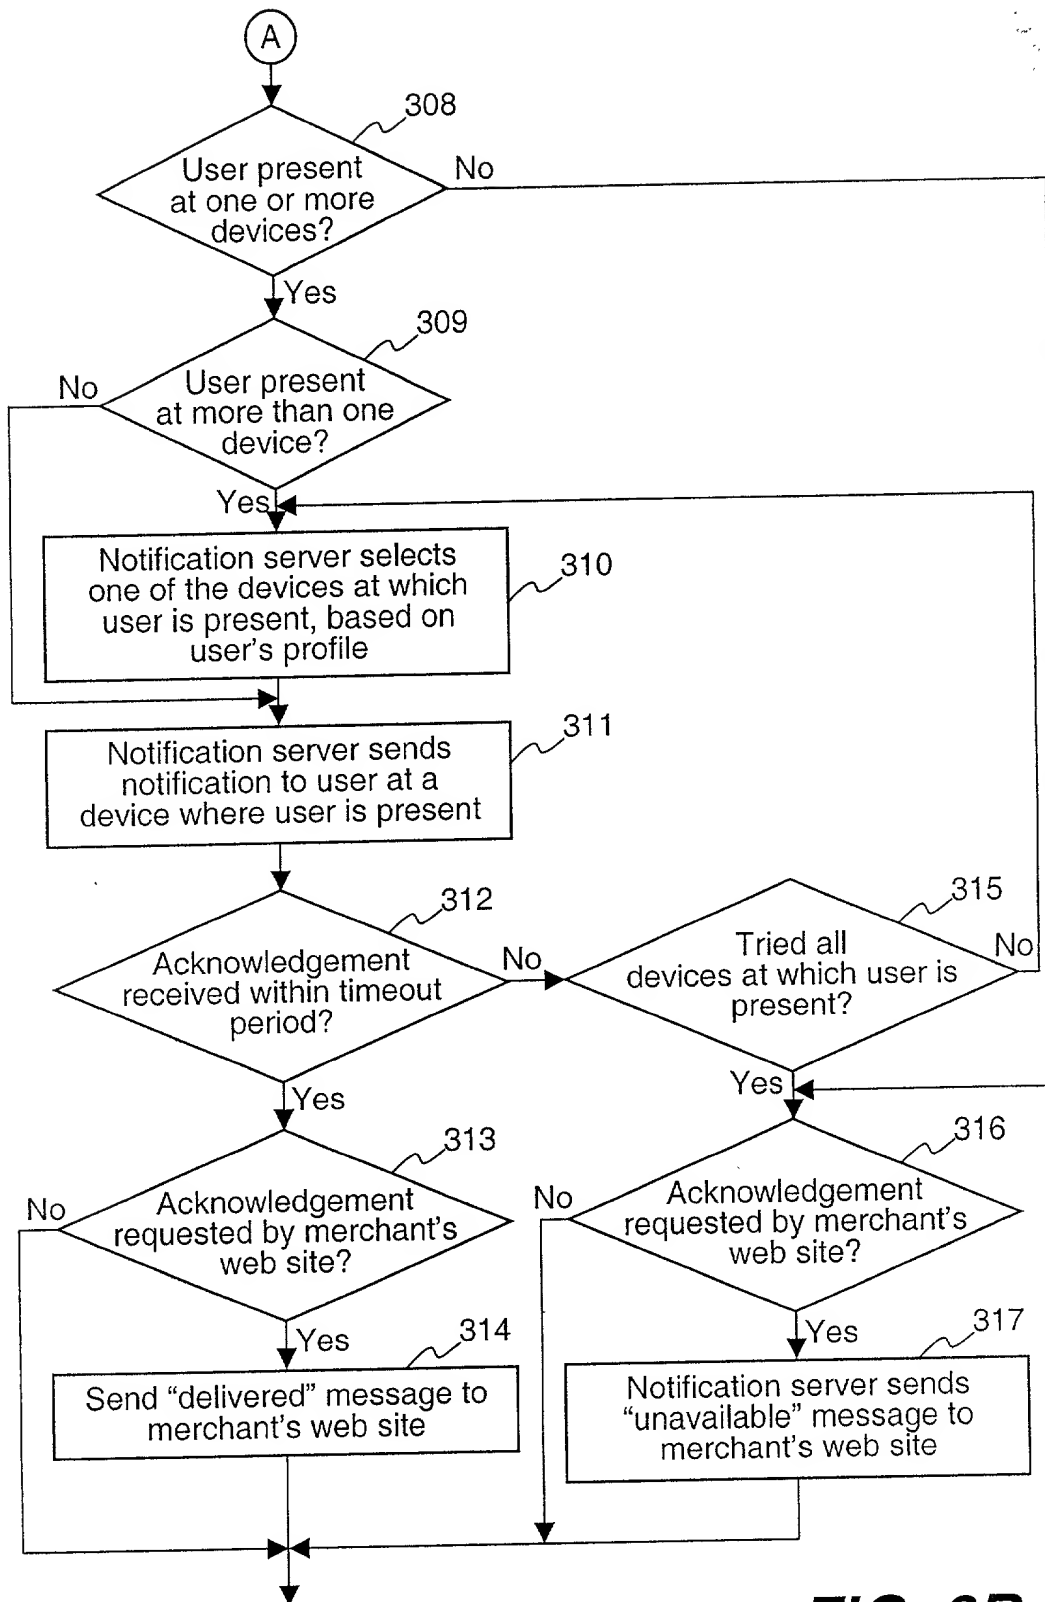 A
308
User present
at one or more
devices?
No
Yes
309
No
User present
at more than one
device?
Yes
Notification server selects
one of the devices at which
user is present, based on
user's profile
310
Notification server sends
notification to user at a
device where user is present
311
312
Acknowledgement
received within timeout
period?
No
315
Tried all
devices at which user is
present?
No
Yes
Yes
313
No
Acknowledgement
requested by merchant's
web site?
316
No
Acknowledgement
requested by merchant's
web site?
Yes
314
Send “delivered” message to
merchant's web site
Yes
317
Notification server sends
“unavailable” message to
merchant's web site